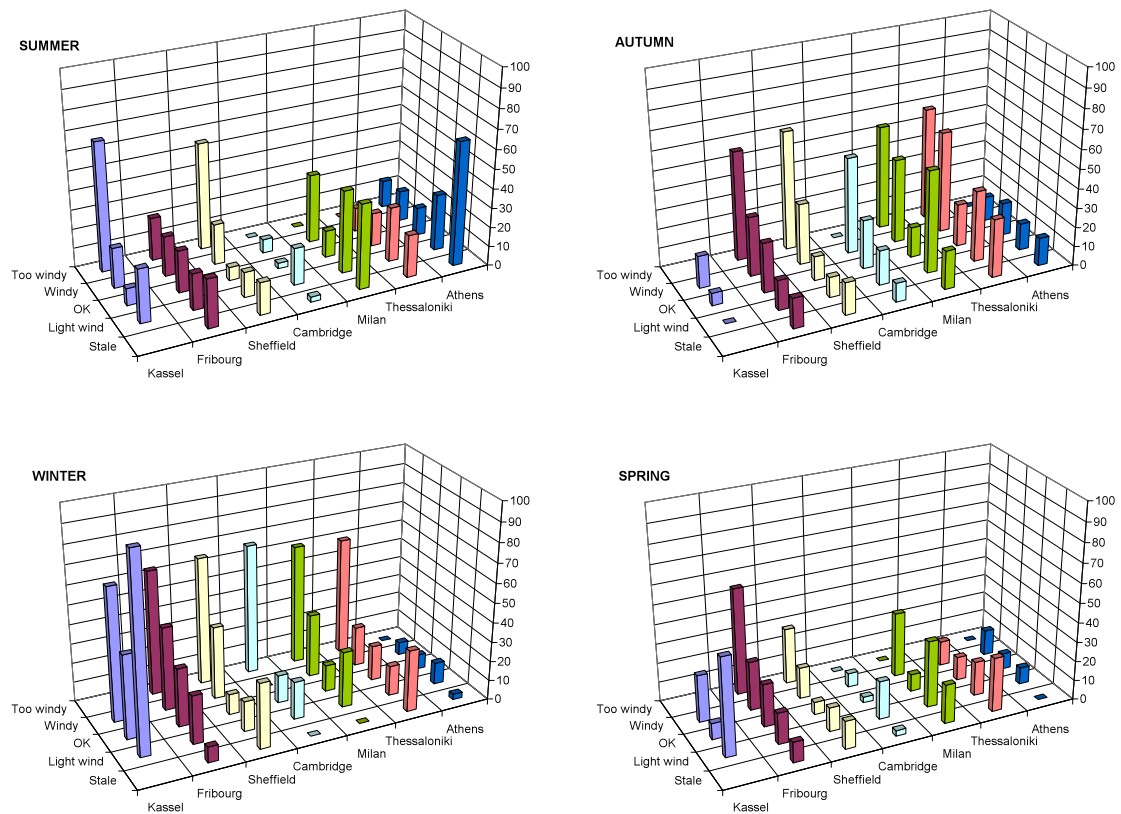 SUMMER
100
90
80
70
60
50
40
30
20
10
0
Too windy
Windy
OK
Light wind
Stale
Kassel
Fribourg
Sheffield
Cambridge
Milan
Thessaloniki
Athens
AUTUMN
100
90
80
70
60
50
40
30
20
10
0
Too windy
Windy
OK
Light wind
Stale
Kassel
Fribourg
Sheffield
Cambridge
Milan
Thessaloniki
Athens
WINTER
100
90
80
70
60
50
40
30
20
10
0
Too windy
Windy
OK
Light wind
Stale
Kassel
Fribourg
Sheffield
Cambridge
Milan
Thessaloniki
Athens
SPRING
100
90
80
70
60
50
40
30
20
10
0
Too windy
Windy
OK
Light wind
Stale
Kassel
Fribourg
Sheffield
Cambridge
Milan
Thessaloniki
Athens